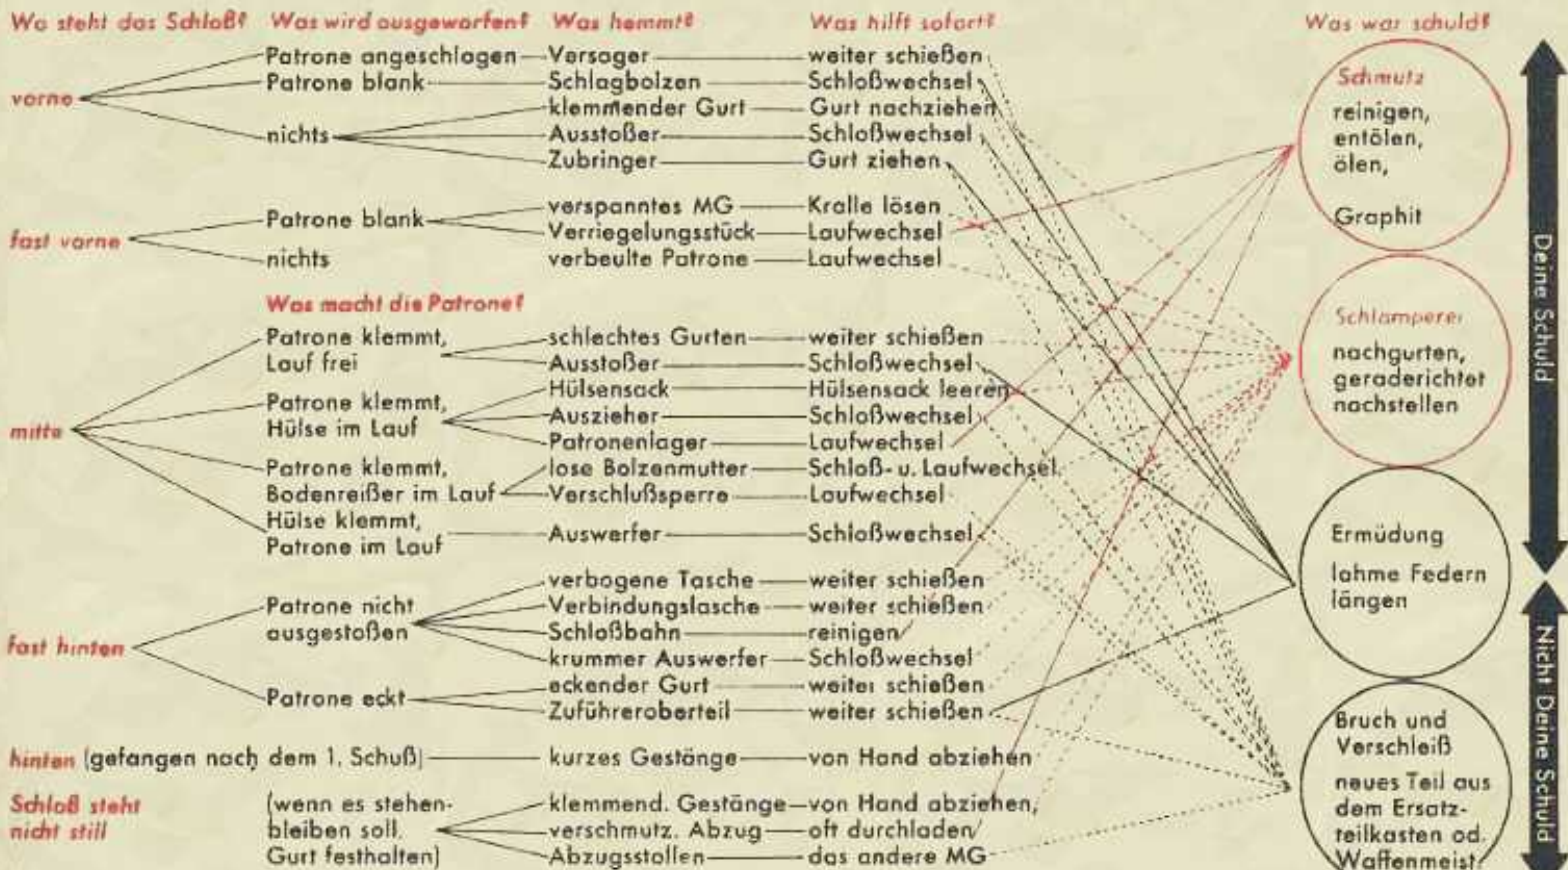 Wo steht das Schloß? Was wird ausgeworfen? Was hemmt? Was hilft sofort? Was war schuld?
Patrone angeschlagen Versager weiter schießen
vorne Patrone blank Schlagbolzen Schloßwechsel
klemmender Gurt Gurt nachziehen
nichts Ausstoßer Schloßwechsel
Zubringer Gurt ziehen
Patrone blank verspanntes MG Kralle lösen
fast vorne Verriegelungsstück Laufwechsel
nichts verbeulte Patrone Laufwechsel
Was macht die Patrone?
Patrone klemmt, schlechtes Gurten weiter schießen
Lauf frei Ausstoßer Schloßwechsel
Hülsensack Hülsensack leeren
Patrone klemmt,
mitte Hülse im Lauf Auszieher Schloßwechsel
Patronenlager Laufwechsel
Patrone klemmt, lose Bolzenmutter Schloß- u. Laufwechsel
Bodenreißer im Lauf Verschlußsperre Laufwechsel
Hülse klemmt,
Patrone im Lauf Auswerfer Schloßwechsel
verbogene Tasche weiter schießen
Patrone nicht Verbindungslasche weiter schießen
ausgestoßen Schloßbahn reinigen
fast hinten krummer Auswerfer Schloßwechsel
eckender Gurt weiter schießen
Patrone eckt Zuführeroberteil weiter schießen
hinten (gefangen nach dem 1. Schuß) kurzes Gestänge von Hand abziehen
Schloß steht (wenn es stehen- klemmend. Gestänge von Hand abziehen,
nicht still bleiben soll. verschmutz. Abzug oft durchladen
Gurt festhalten) Abzugsstollen das andere MG
Schmutz
reinigen,
entölen,
ölen,
Graphit
Schlamperei
nachgurten,
geraderichtet
nachstellen
Ermüdung
lahme Federn
längen
Bruch und
Verschleiß
neues Teil aus
dem Ersatz-
teilkasten od.
Waffenmeist.
Deine Schuld
Nicht Deine Schuld